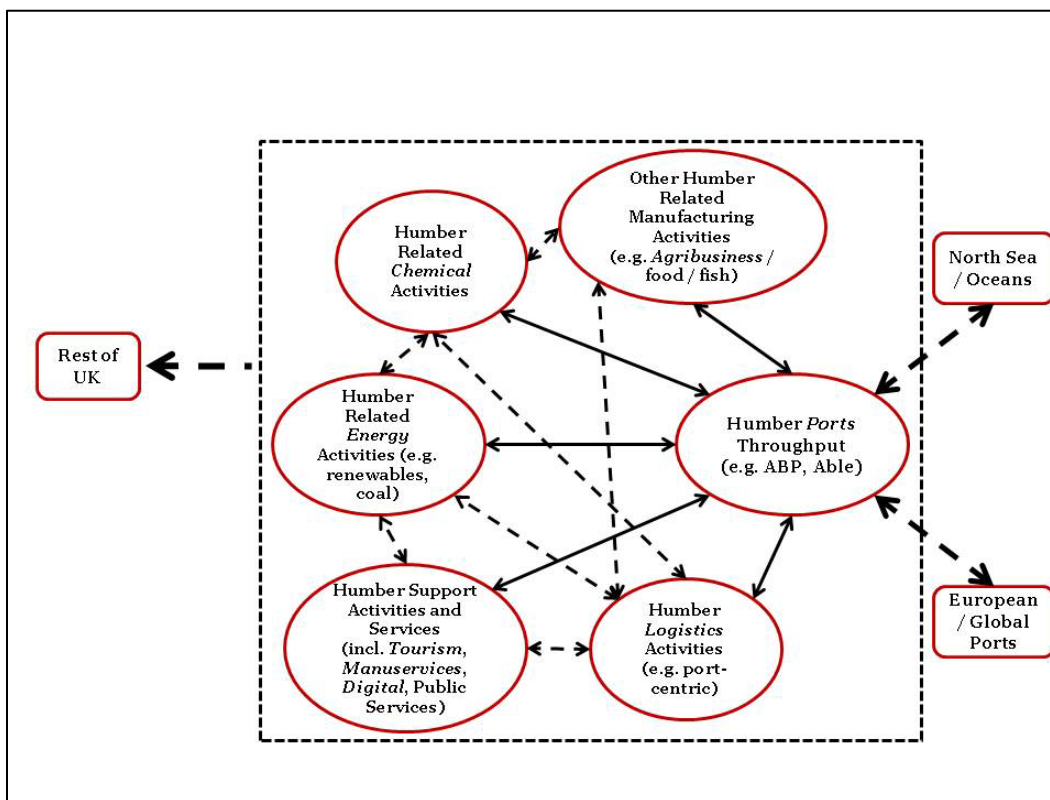 Other Humber
Related
Manufacturing
Activities
(e.g. Agribusiness /
food / fish)
Humber
Related
Chemical
Activities
North Sea
/ Oceans
Rest of
UK
Humber
Related
Energy
Activities (e.g.
renewables,
coal)
Humber Ports
Throughput
(e.g. ABP, Able)
Humber Support
Activities and
Services
(incl. Tourism,
Manuservices,
Digital, Public
Services)
Humber
Logistics
Activities
(e.g. port-
centric)
European
/ Global
Ports